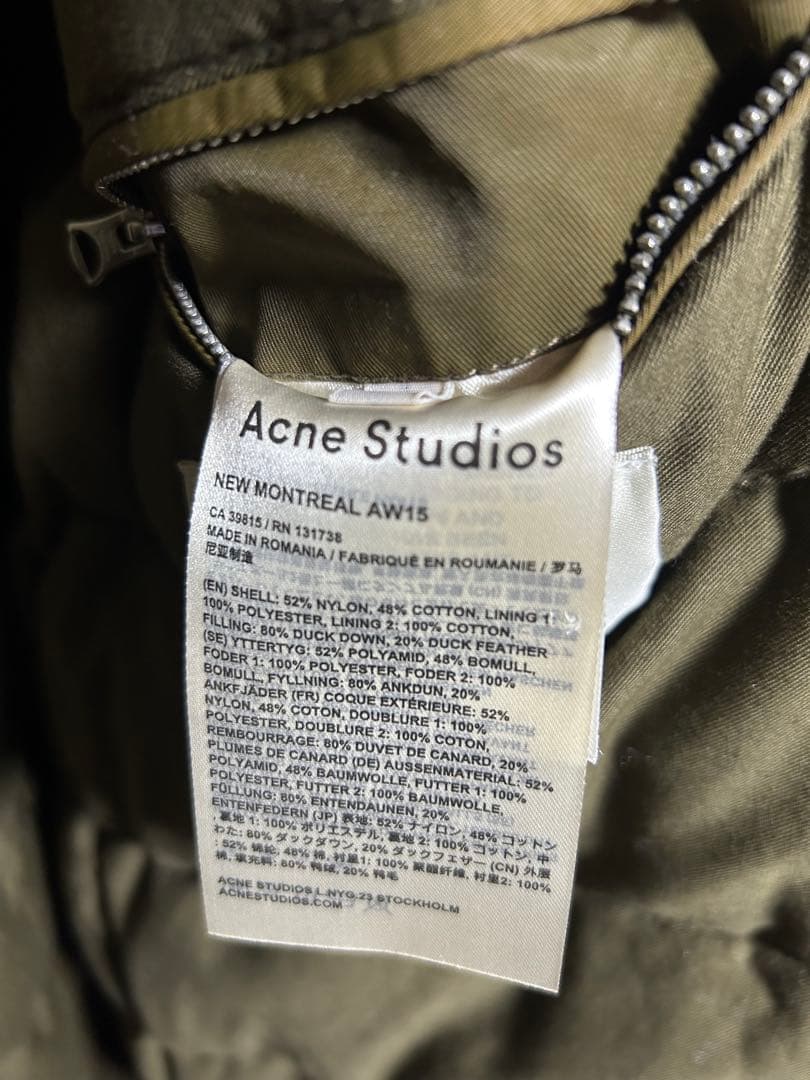 Acne Studios
NEW MONTREAL AW15
CA 39815 / RN 131738
MADE IN ROMANIA / FABRIQUÉ EN ROUMANIE / 罗马
尼亚制造
(EN) SHELL: 52% NYLON, 48% COTTON, LINING 1:
100% POLYESTER, LINING 2: 100% COTTON,
FILLING: 80% DUCK DOWN, 20% DUCK FEATHER
(SE) YTTERTYG: 52% POLYAMID, 48% BOMULL,
FODER 1: 100% POLYESTER, FODER 2: 100%
BOMULL, FYLLNING: 80% ANKDUN, 20%
ANKFJÄDER (FR) COQUE EXTÉRIEURE: 52%
NYLON, 48% COTON, DOUBLURE 1: 100%
POLYESTER, DOUBLURE 2: 100% COTON,
REMBOURRAGE: 80% DUVET DE CANARD, 20%
PLUMES DE CANARD (DE) AUSSENMATERIAL: 52%
POLYAMID, 48% BAUMWOLLE, FUTTER 1: 100%
POLYESTER, FUTTER 2: 100% BAUMWOLLE,
FÜLLUNG: 80% ENTENDAUNEN, 20%
ENTENFEDERN (JP) 表地: 52% ナイロン, 48% コットン
, 裏地 1: 100% ポリエステル, 裏地 2: 100% コットン, 中
わた: 80% ダックダウン, 20% ダックフェザー (CN) 外服
: 52% 锦纶, 48% 棉, 衬里1: 100% 聚酯纤维, 衬里2: 100%
棉, 填充料: 80% 鸭绒, 20% 鸭毛
ACNE STUDIOS L NYG 29 STOCKHOLM
ACNESTUDIOS.COM